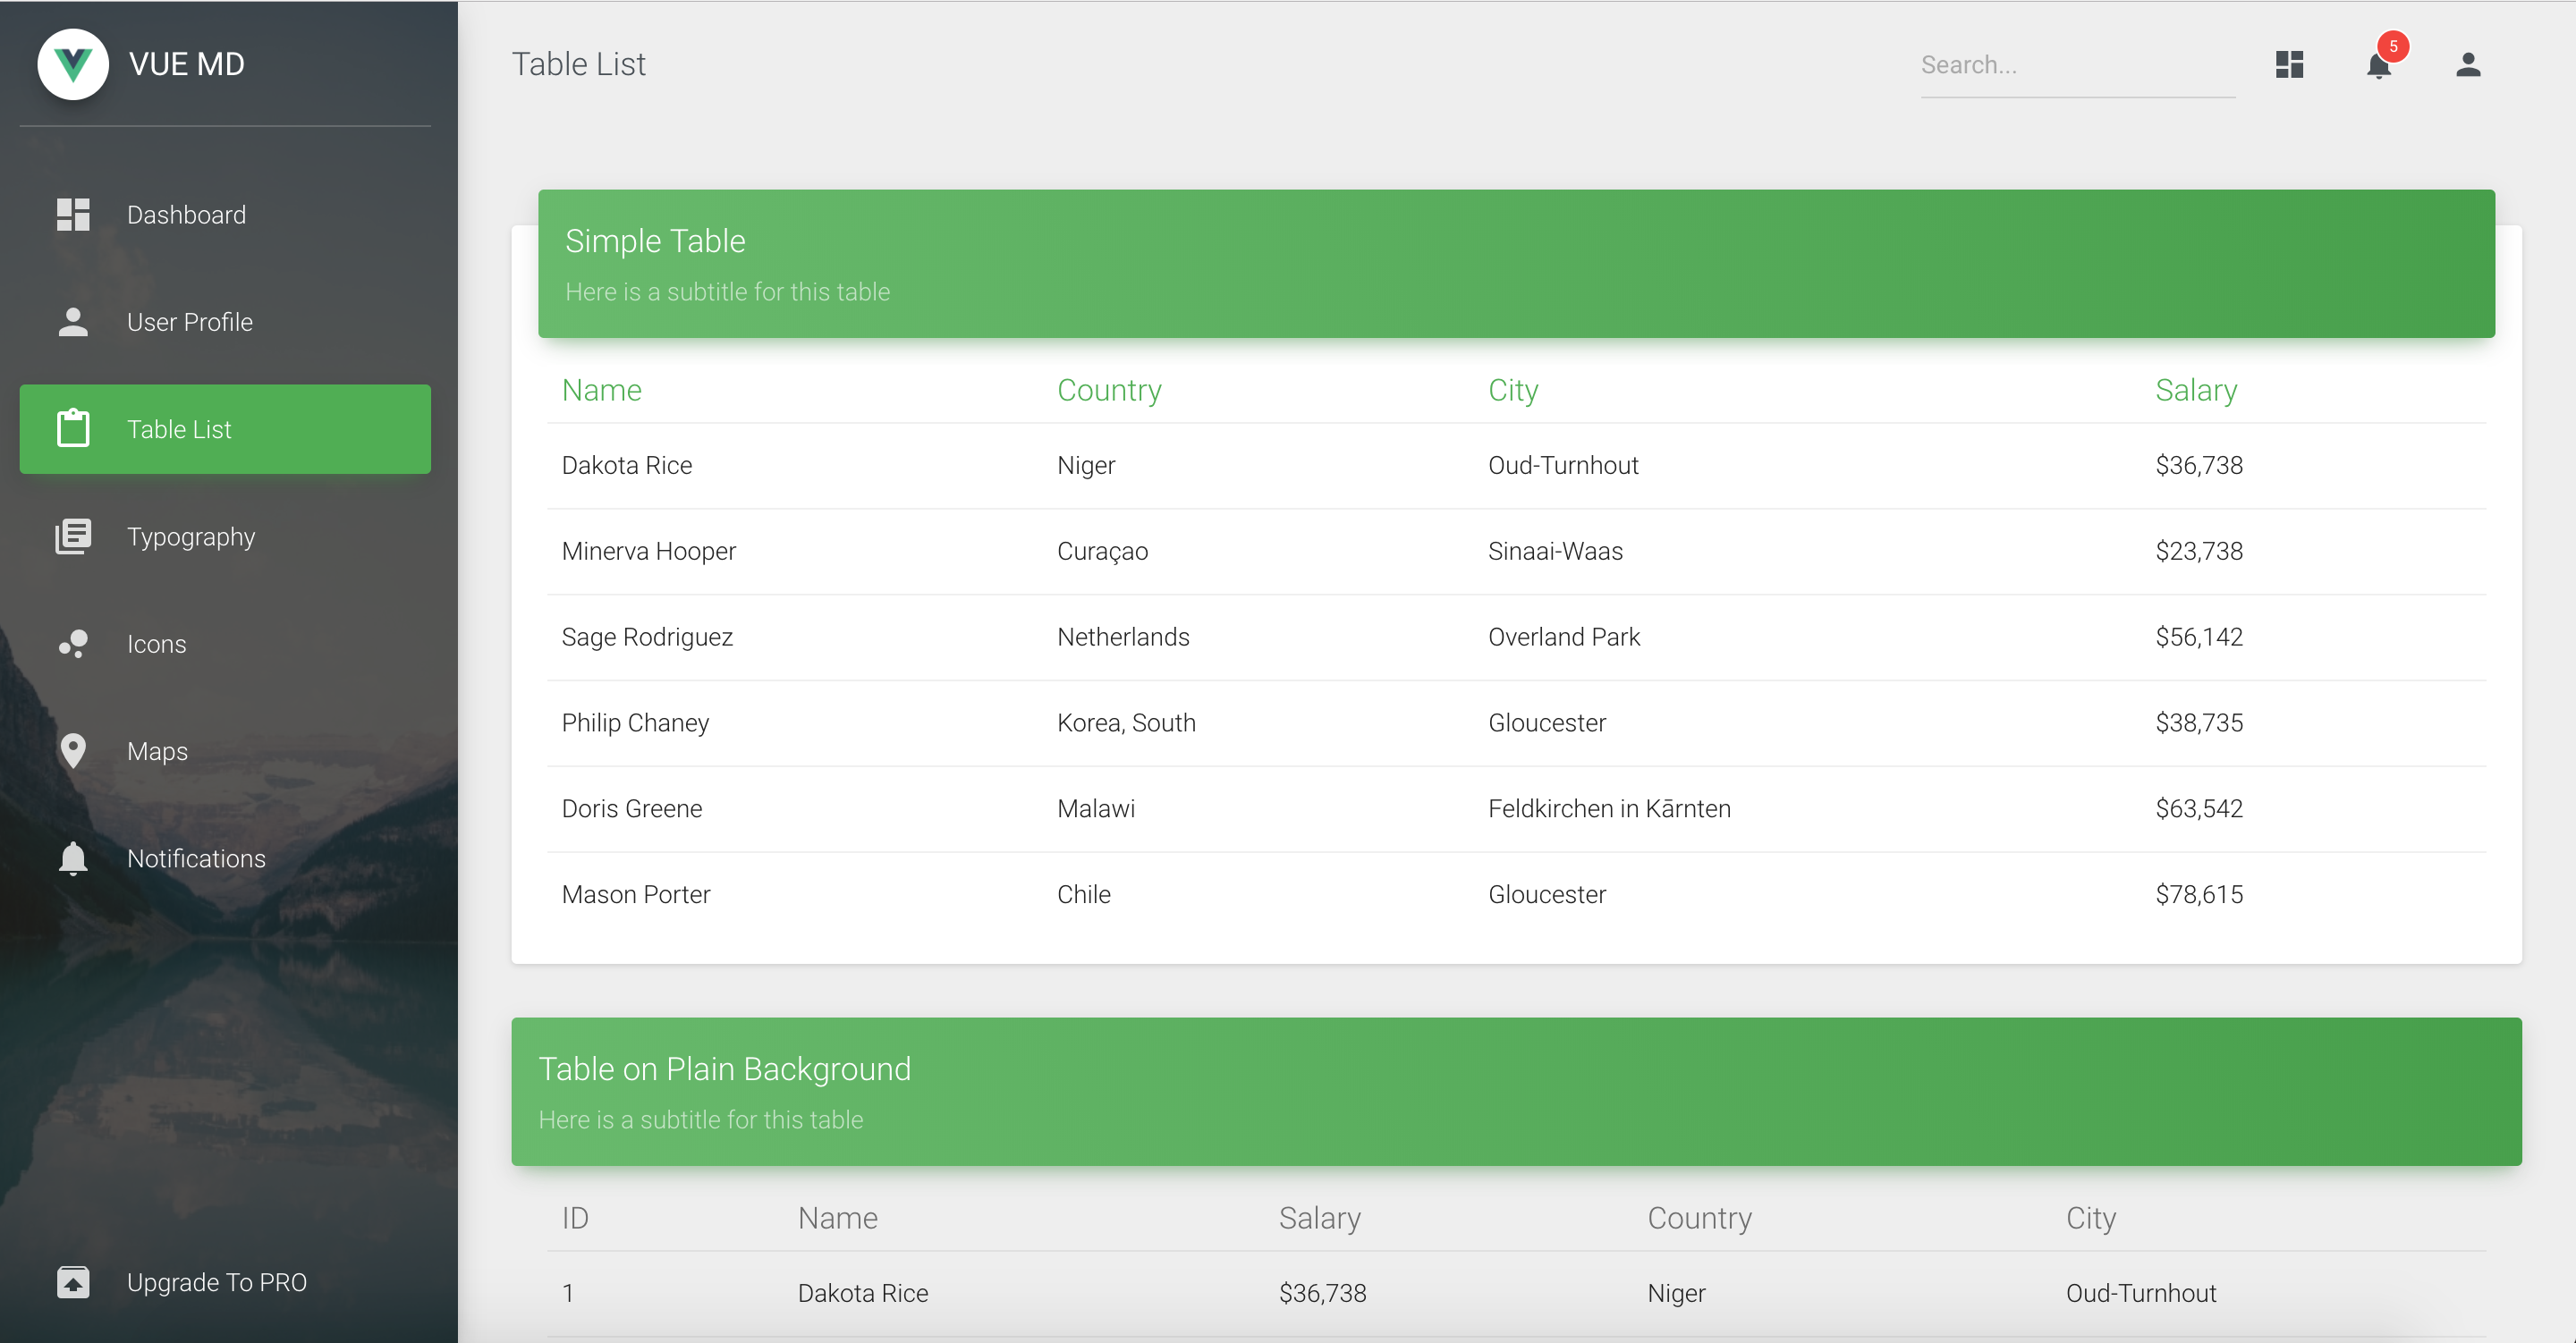 VUE MD
Dashboard
User Profile
Table List
Typography
Icons
Maps
Notifications
Upgrade To PRO
Table List
Search...
5
Simple Table
Here is a subtitle for this table
Name Country City Salary
Dakota Rice Niger Oud-Turnhout $36,738
Minerva Hooper Curaçao Sinaai-Waas $23,738
Sage Rodriguez Netherlands Overland Park $56,142
Philip Chaney Korea, South Gloucester $38,735
Doris Greene Malawi Feldkirchen in Kārnten $63,542
Mason Porter Chile Gloucester $78,615
Table on Plain Background
Here is a subtitle for this table
ID Name Salary Country City
1 Dakota Rice $36,738 Niger Oud-Turnhout